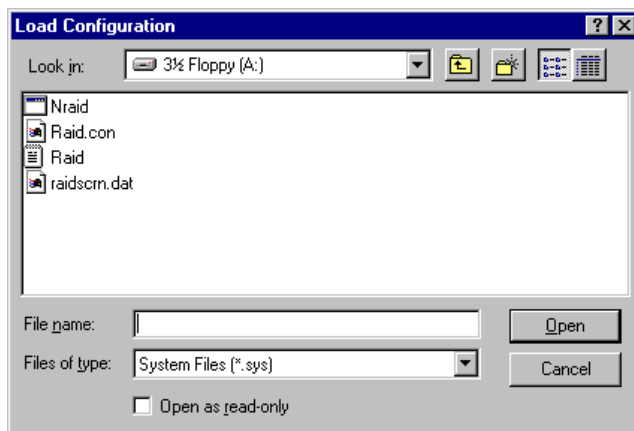 Load Configuration
Look in: 3½ Floppy (A:)
Nraid
Raid.con
Raid
raidscrn.dat
File name: Open
Files of type: System Files (*.sys) Cancel
Open as read-only